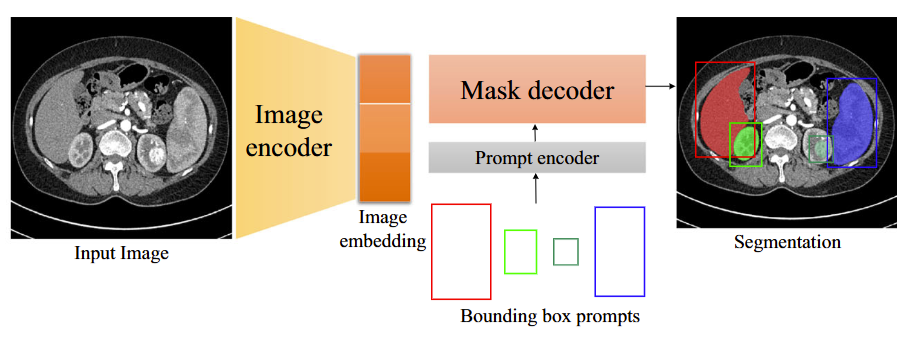 Image
encoder
Mask decoder
Prompt encoder
Image
embedding
Input Image
Segmentation
Bounding box prompts